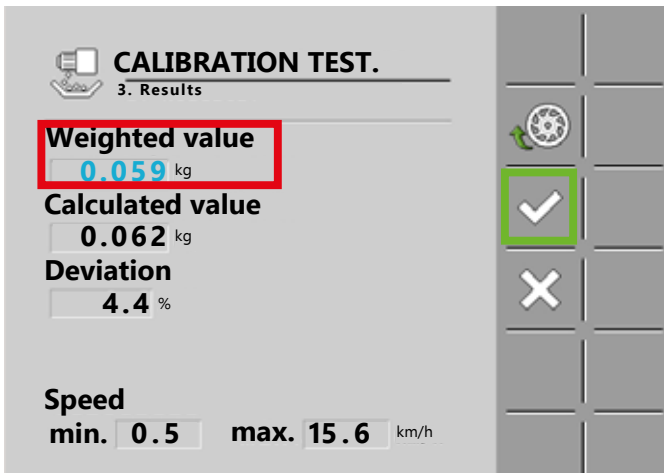 CALIBRATION TEST.
3. Results
Weighted value
0.059 kg
Calculated value
0.062 kg
Deviation
4.4 %
Speed
min. 0.5 max. 15.6 km/h